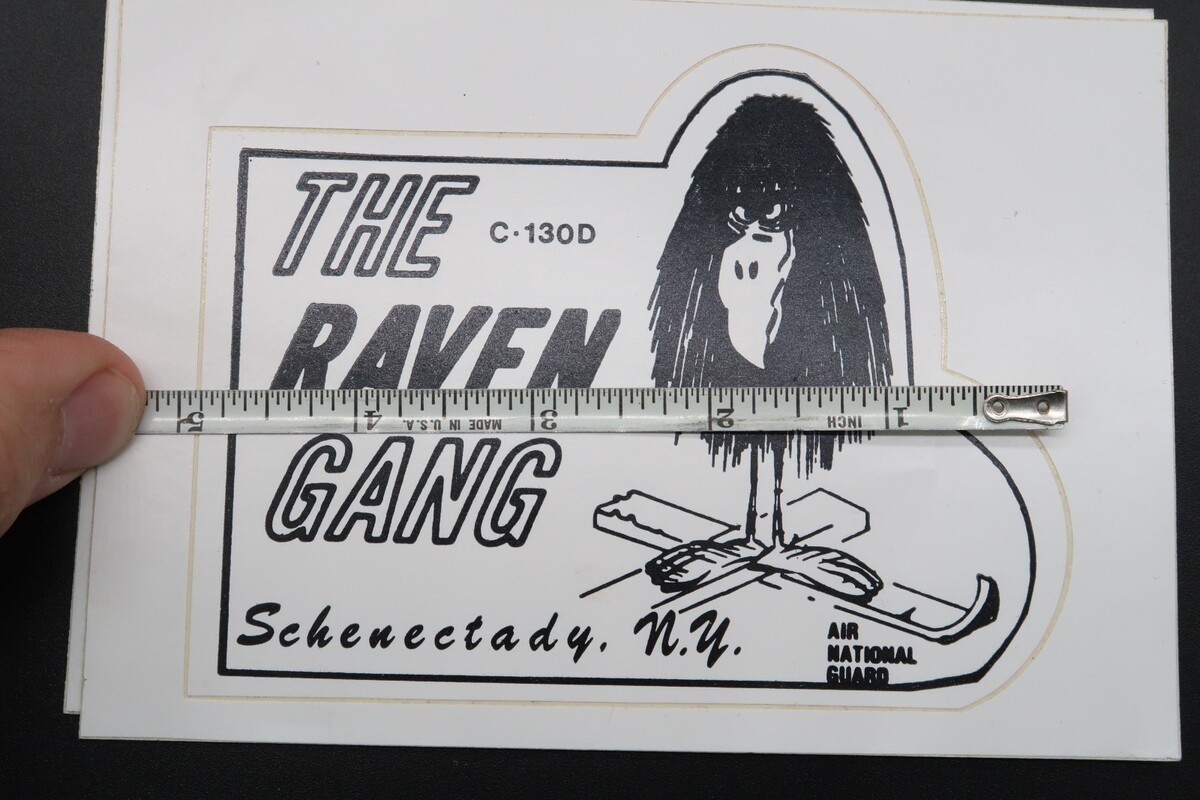 THE
C·130D
RAVEN
5 4 MADE IN U.S.A. 3 2 INCH 1
GANG
Schenectady, N.Y.
AIR
NATIONAL
GUARD